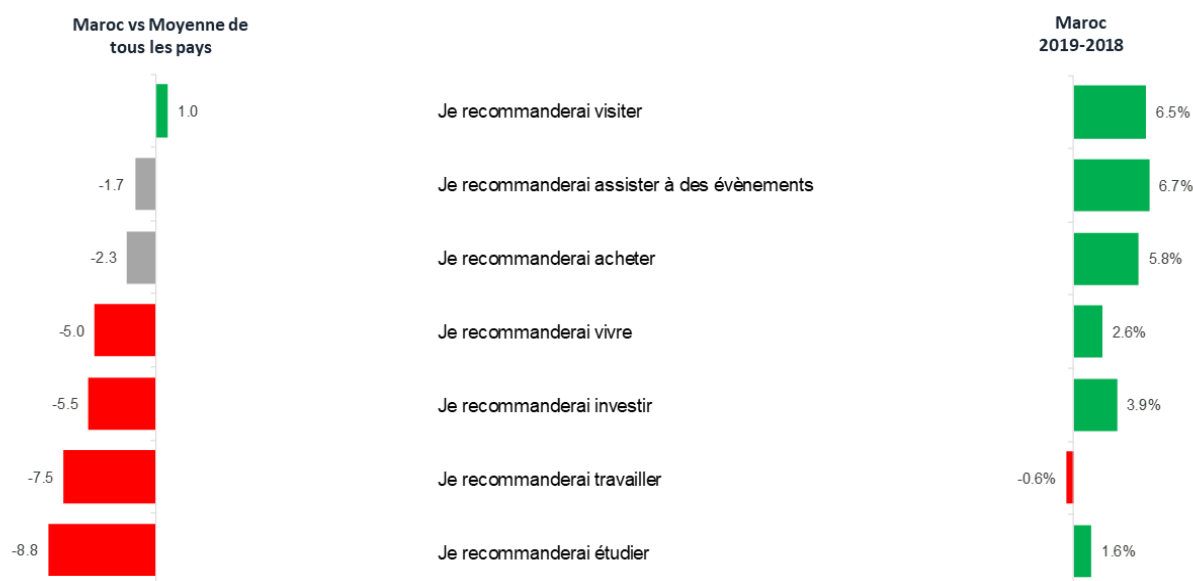 Maroc vs Moyenne de
tous les pays
Maroc
2019-2018
1.0 Je recommanderai visiter 6.5%
-1.7 Je recommanderai assister à des évènements 6.7%
-2.3 Je recommanderai acheter 5.8%
-5.0 Je recommanderai vivre 2.6%
-5.5 Je recommanderai investir 3.9%
-7.5 Je recommanderai travailler -0.6%
-8.8 Je recommanderai étudier 1.6%